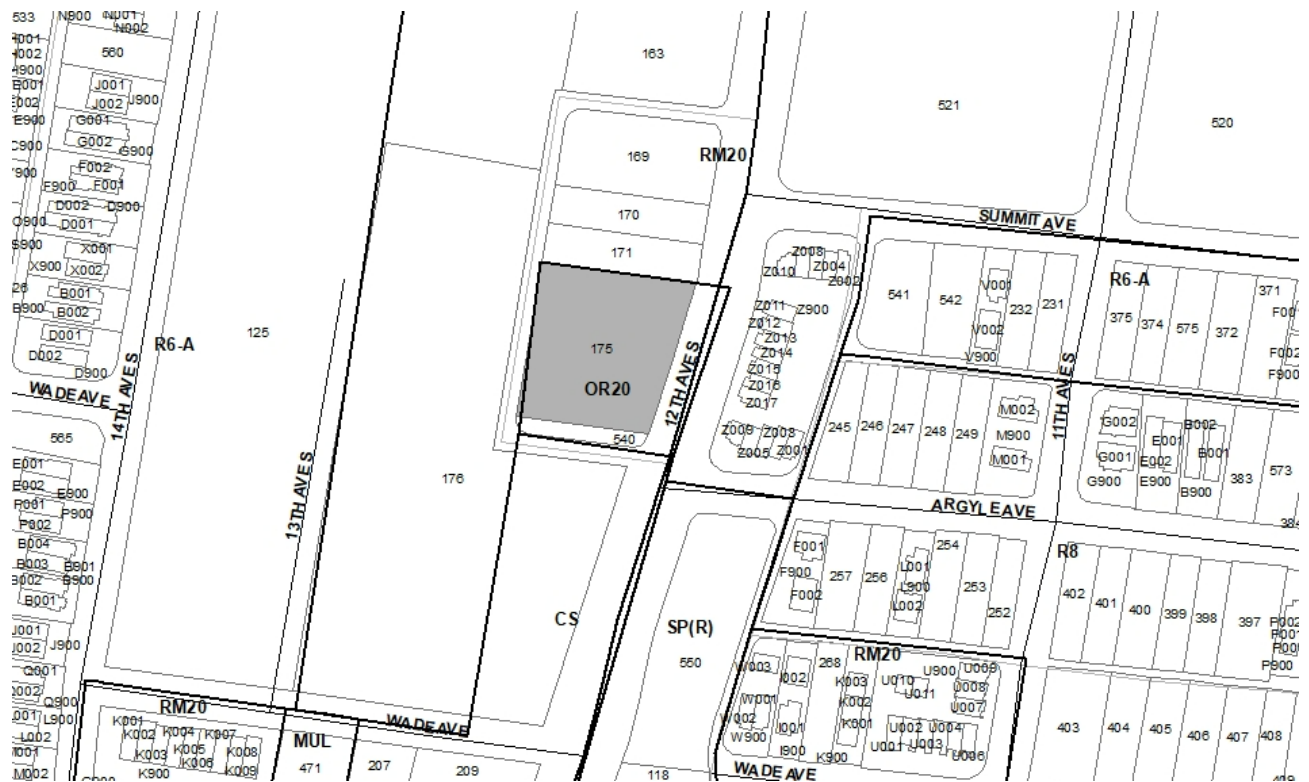 533
N900
N001
N002
560
J001
J002
J900
G001
G002
G900
F002
F900
F001
D002
D900
D001
X001
X900
X002
B001
B900
B002
D001
D002
D900
WADE AVE
14TH AVE S
R6-A
125
565
E001
E002
E900
P001
P900
P002
B004
B003
B901
B002
B900
B001
J001
J002
J900
Q001
Q002
Q900
L001
L900
L002
M001
M002
13TH AVE S
163
169
RM20
170
171
175
OR20
540
12TH AVE S
176
CS
521
520
SUMMIT AVE
Z008
Z010
Z004
Z002
Z011
Z900
Z012
Z013
Z014
Z015
Z016
Z017
Z009
Z008
Z005
Z001
541
542
V001
V002
V900
232
231
R6-A
375
374
575
372
371
F001
F002
F900
11TH AVE S
245
246
247
248
249
M002
M900
M001
G002
G001
G900
E001
E002
E900
B002
B001
B900
383
573
384
ARGYLE AVE
F001
F900
F002
257
256
L001
L900
L002
254
253
252
R8
402
401
400
399
398
397
P002
P001
P900
SP(R)
550
RM20
W003
W001
W002
W900
I002
I001
I900
268
K003
K002
K001
K900
U010
U900
U011
U009
U008
U007
U002
U001
U003
U004
U006
403
404
405
406
407
408
409
RM20
WADE AVE
K001
K002
K004
K007
K003
K005
K006
K008
K009
K900
MUL
471
207
209
118
WADE AVE